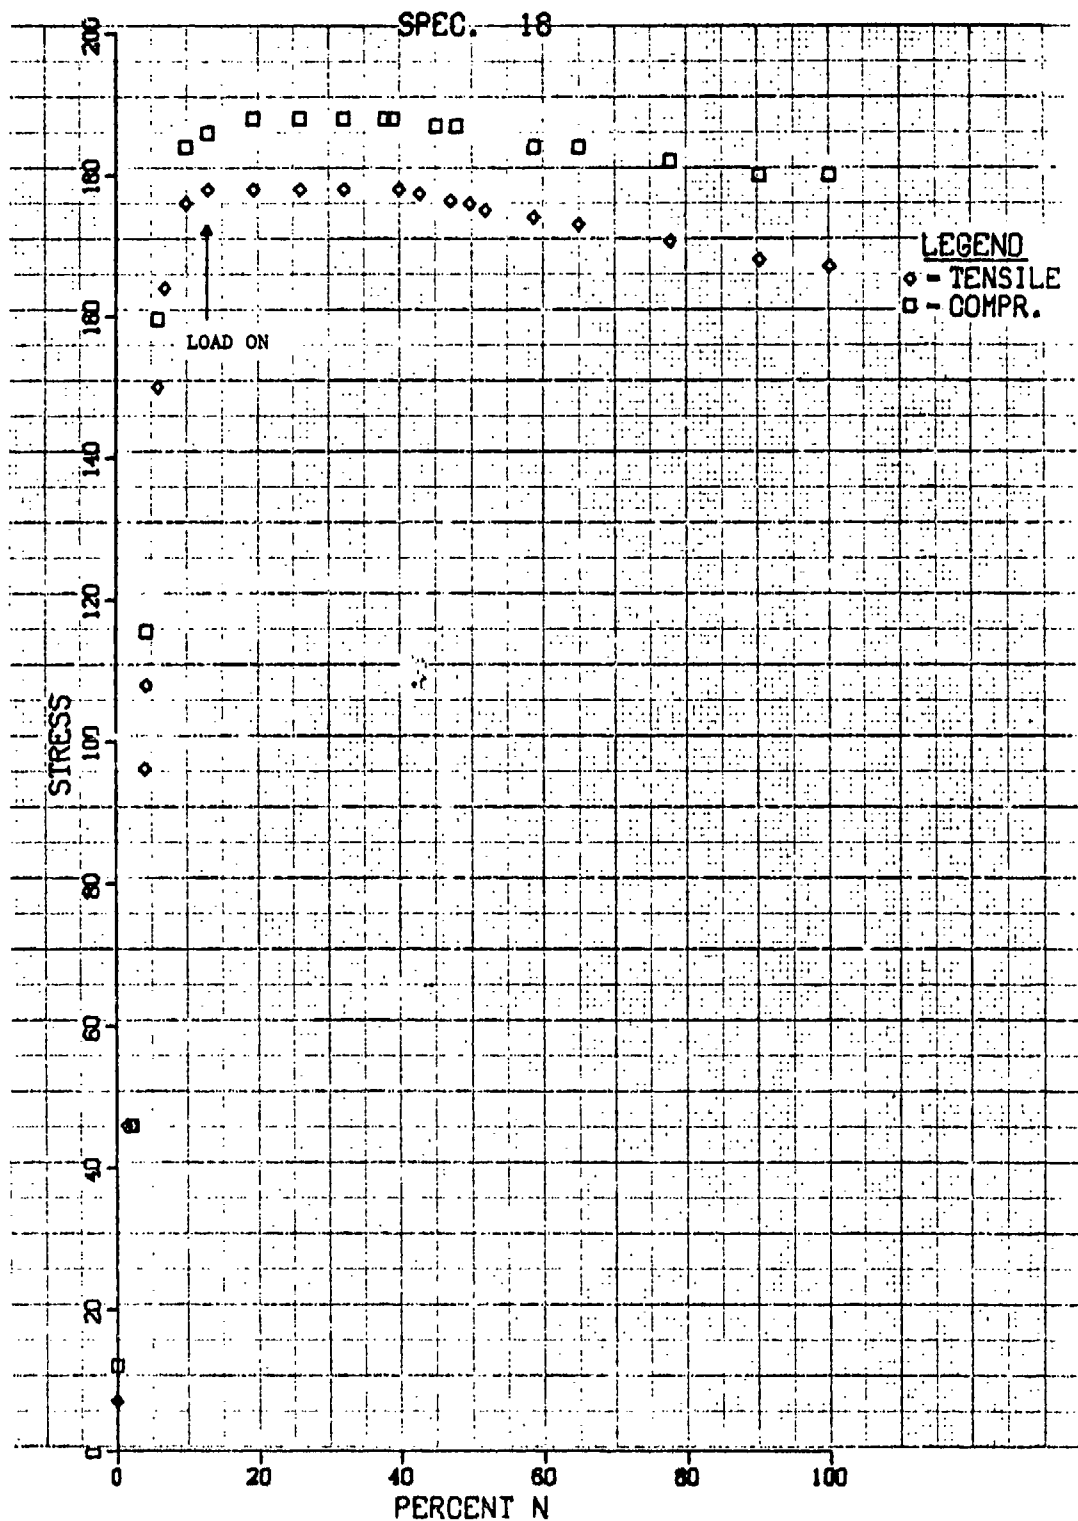 SPEC. 18
200
180
160
140
120
100
80
60
40
20
0
STRESS
LOAD ON
LEGEND
◇ - TENSILE
□ - COMPR.
0 20 40 60 80 100
PERCENT N